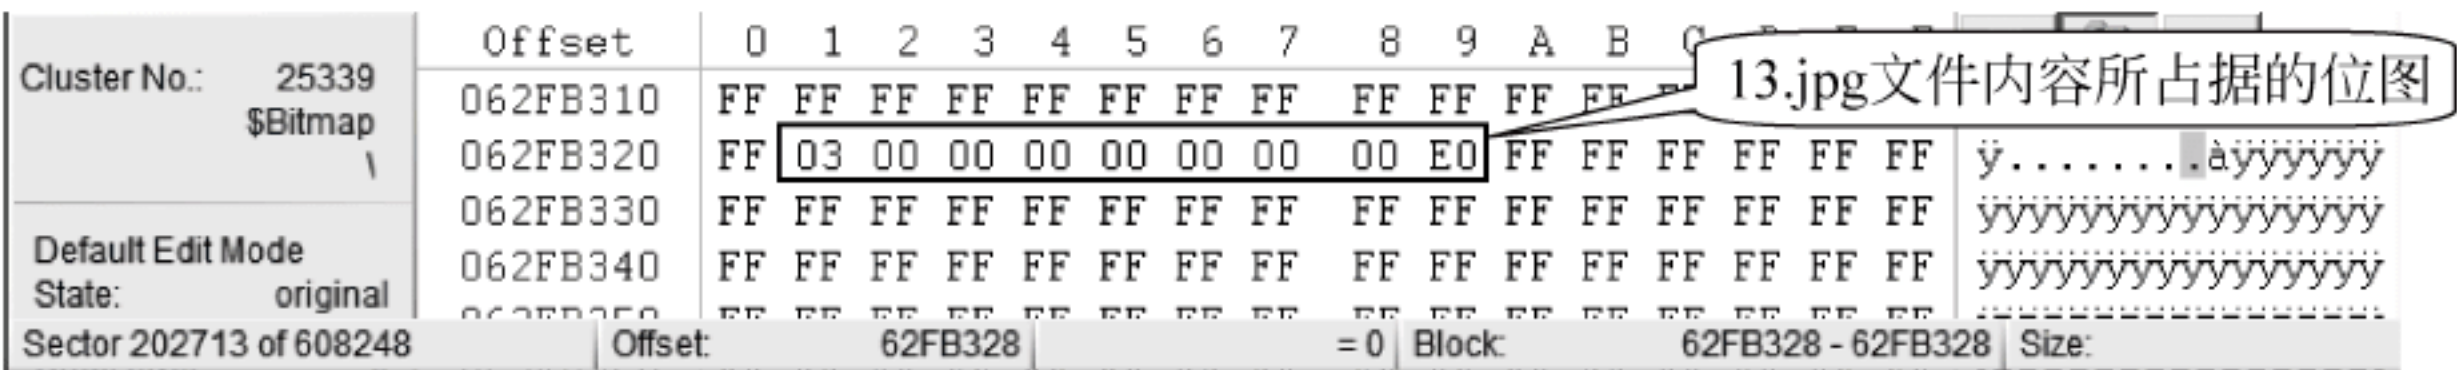 Offset 0 1 2 3 4 5 6 7 8 9 A B
Cluster No.: 25339
$Bitmap
\
13.jpg文件内容所占据的位图
062FB310 FF FF FF FF FF FF FF FF FF FF FF FF
062FB320 FF 03 00 00 00 00 00 00 00 E0 FF FF FF FF FF FF ÿ........àÿÿÿÿÿÿ
062FB330 FF FF FF FF FF FF FF FF FF FF FF FF FF FF FF FF ÿÿÿÿÿÿÿÿÿÿÿÿÿÿÿÿ
062FB340 FF FF FF FF FF FF FF FF FF FF FF FF FF FF FF FF ÿÿÿÿÿÿÿÿÿÿÿÿÿÿÿÿ
Default Edit Mode
State: original
Sector 202713 of 608248 Offset: 62FB328 = 0 Block: 62FB328 - 62FB328 Size: